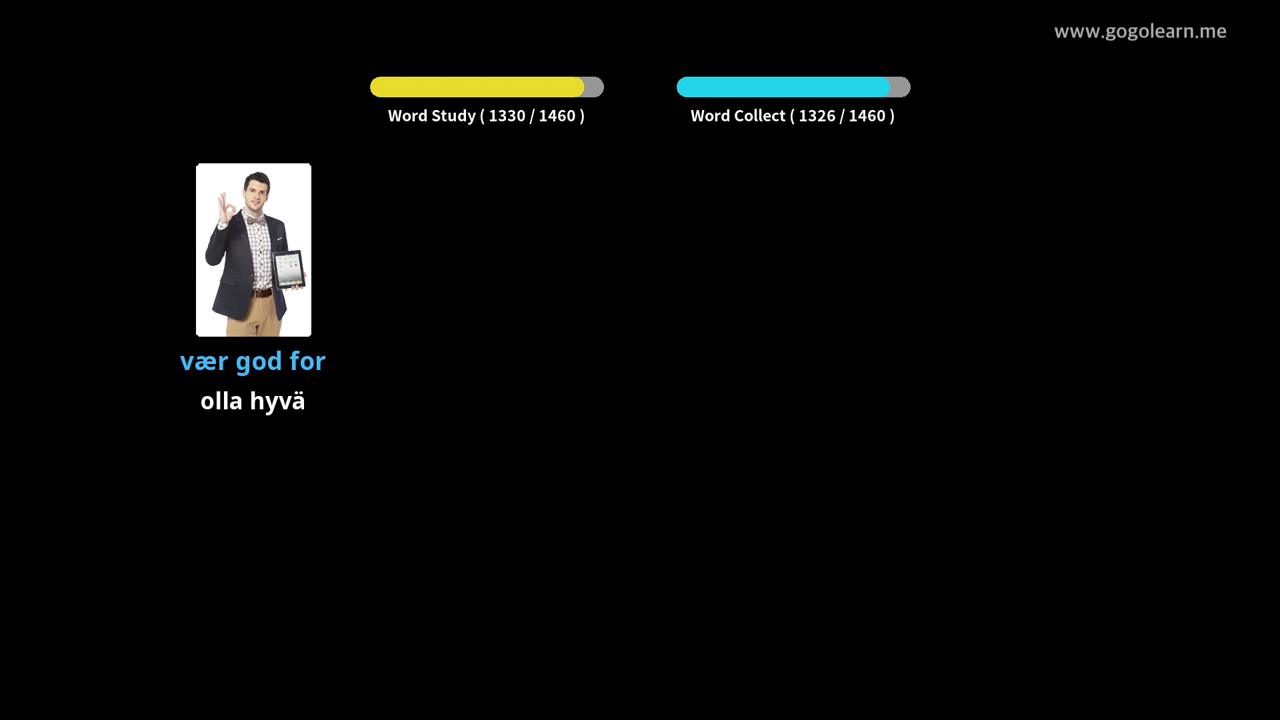 www.gogolearn.me
Word Study ( 1330 / 1460 )
Word Collect ( 1326 / 1460 )
vær god for
olla hyvä